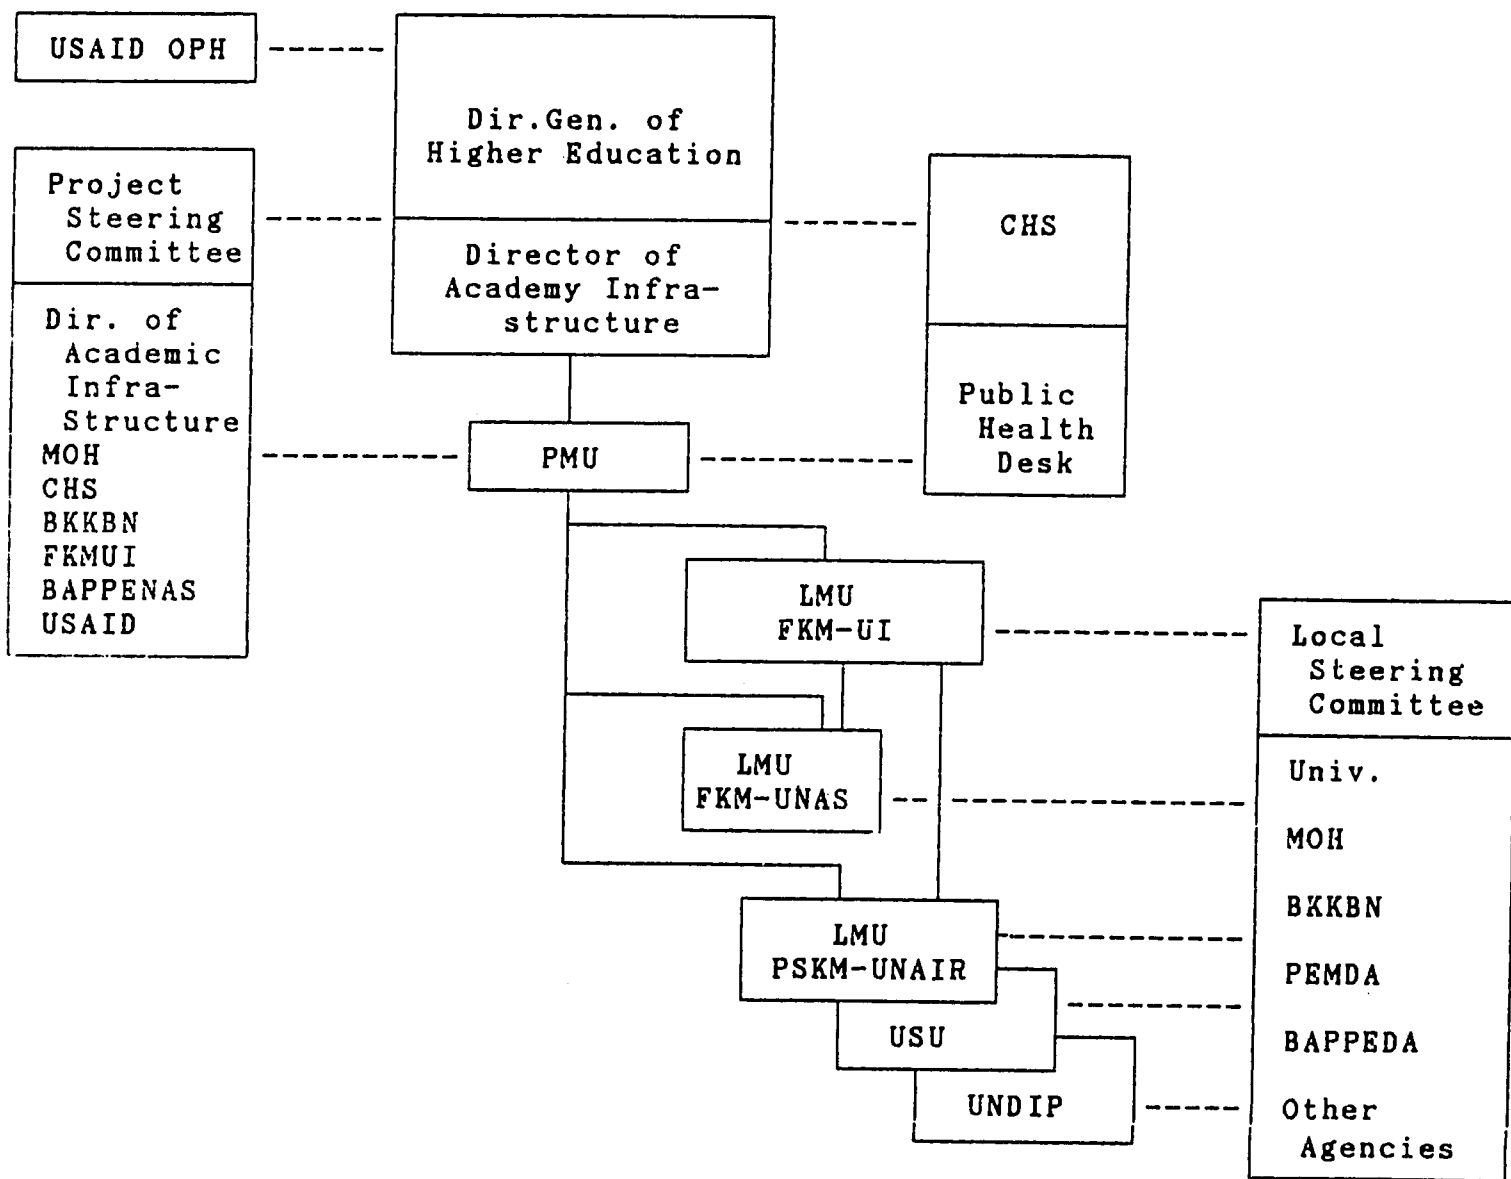 USAID OPH
Dir.Gen. of
Higher Education
Director of
Academy Infra-
structure
Project
Steering
Committee
Dir. of
Academic
Infra-
Structure
MOH
CHS
BKKBN
FKMUI
BAPPENAS
USAID
CHS
Public
Health
Desk
PMU
LMU
FKM-UI
LMU
FKM-UNAS
LMU
PSKM-UNAIR
USU
UNDIP
Local
Steering
Committee
Univ.
MOH
BKKBN
PEMDA
BAPPEDA
Other
Agencies